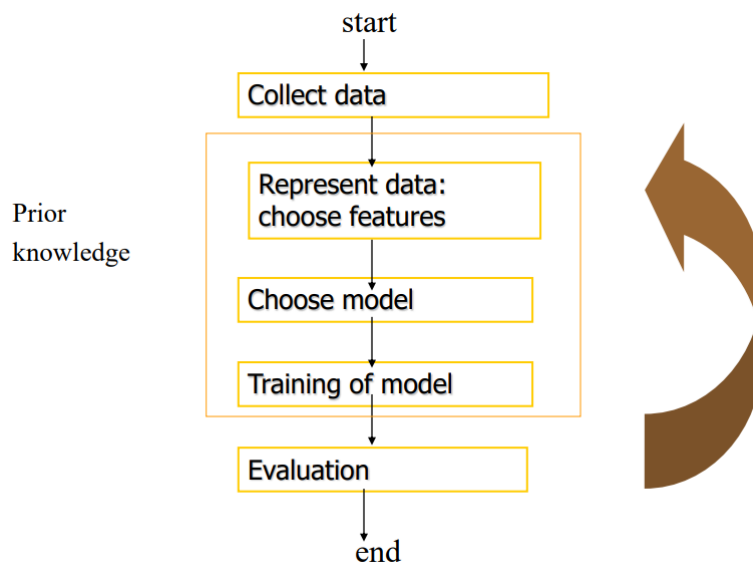 start
Collect data
Prior
knowledge
Represent data:
choose features
Choose model
Training of model
Evaluation
end